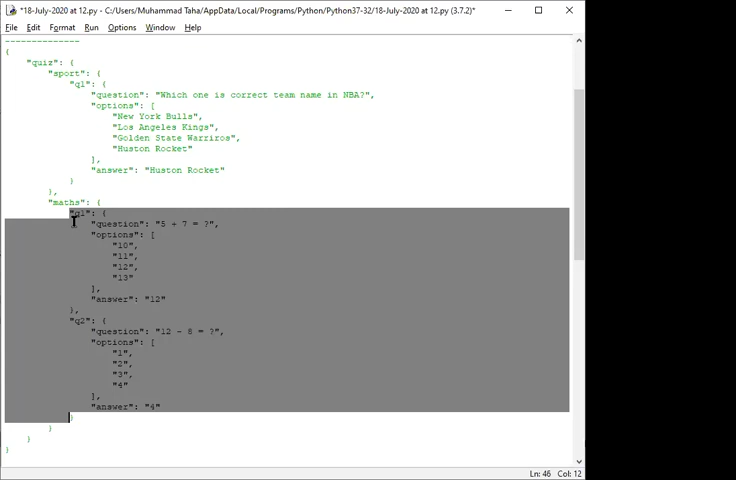 *18-July-2020 at 12.py - C:/Users/Muhammad Taha/AppData/Local/Programs/Python/Python37-32/18-July-2020 at 12.py (3.7.2)*
File Edit Format Run Options Window Help
--------------
{
"quiz": {
"sport": {
"q1": {
"question": "Which one is correct team name in NBA?",
"options": [
"New York Bulls",
"Los Angeles Kings",
"Golden State Warriros",
"Huston Rocket"
],
"answer": "Huston Rocket"
}
},
"maths": {
"q1": {
"question": "5 + 7 = ?",
"options": [
"10",
"11",
"12",
"13"
],
"answer": "12"
},
"q2": {
"question": "12 - 8 = ?",
"options": [
"1",
"2",
"3",
"4"
],
"answer": "4"
}
}
}
}
Ln: 46 Col: 12